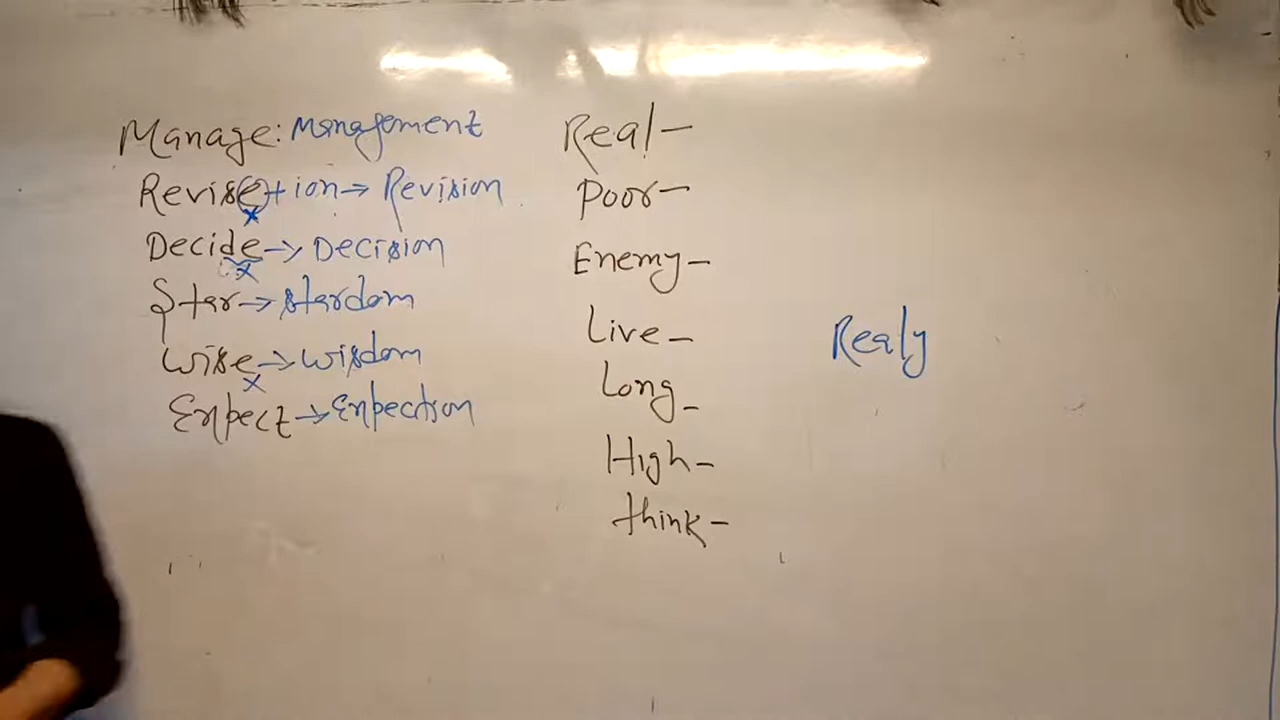 Manage: Management
Revise + ion → Revision
x
Decide → Decision
x
Star → stardom
Wise → Wisdom
x
Expect → Expection
Real -
Poor -
Enemy -
Live -
Long -
High -
think -
Realy